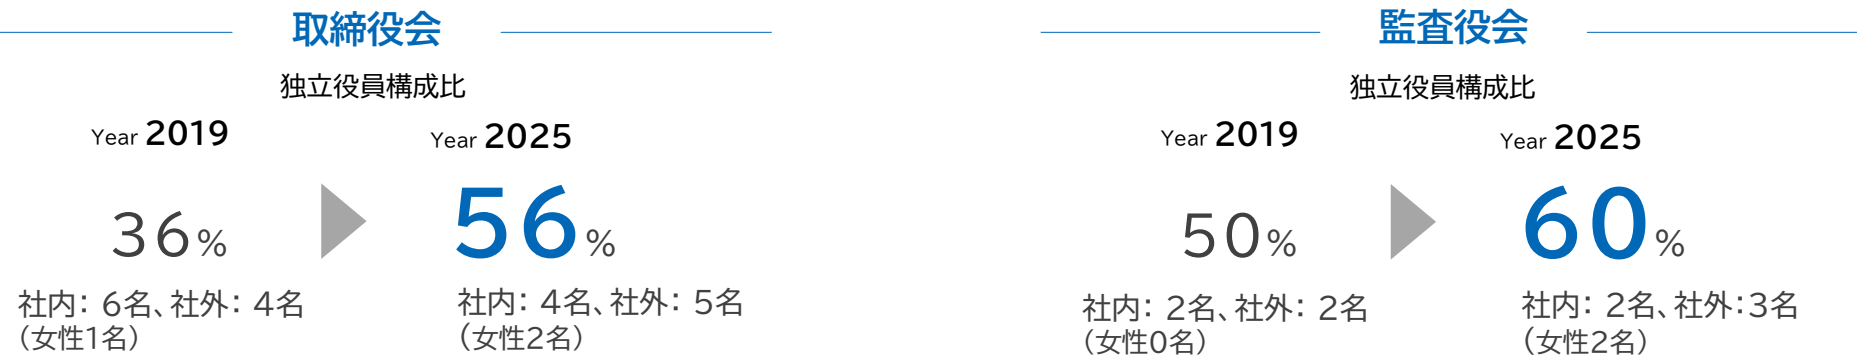 取締役会
独立役員構成比
Year 2019
Year 2025
36%
56%
社内： 6名、社外： 4名
（女性1名）
社内： 4名、社外： 5名
（女性2名）
監査役会
独立役員構成比
Year 2019
Year 2025
50%
60%
社内： 2名、社外： 2名
（女性0名）
社内： 2名、社外：3名
（女性2名）